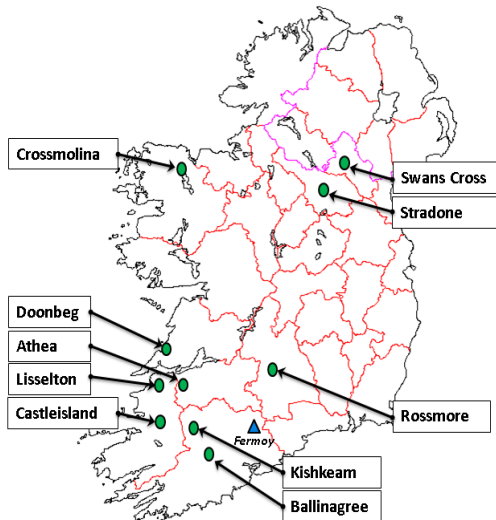 Crossmolina
Swans Cross
Stradone
Doonbeg
Athea
Lisselton
Castleisland
Rossmore
Fermoy
Kishkeam
Ballinagree